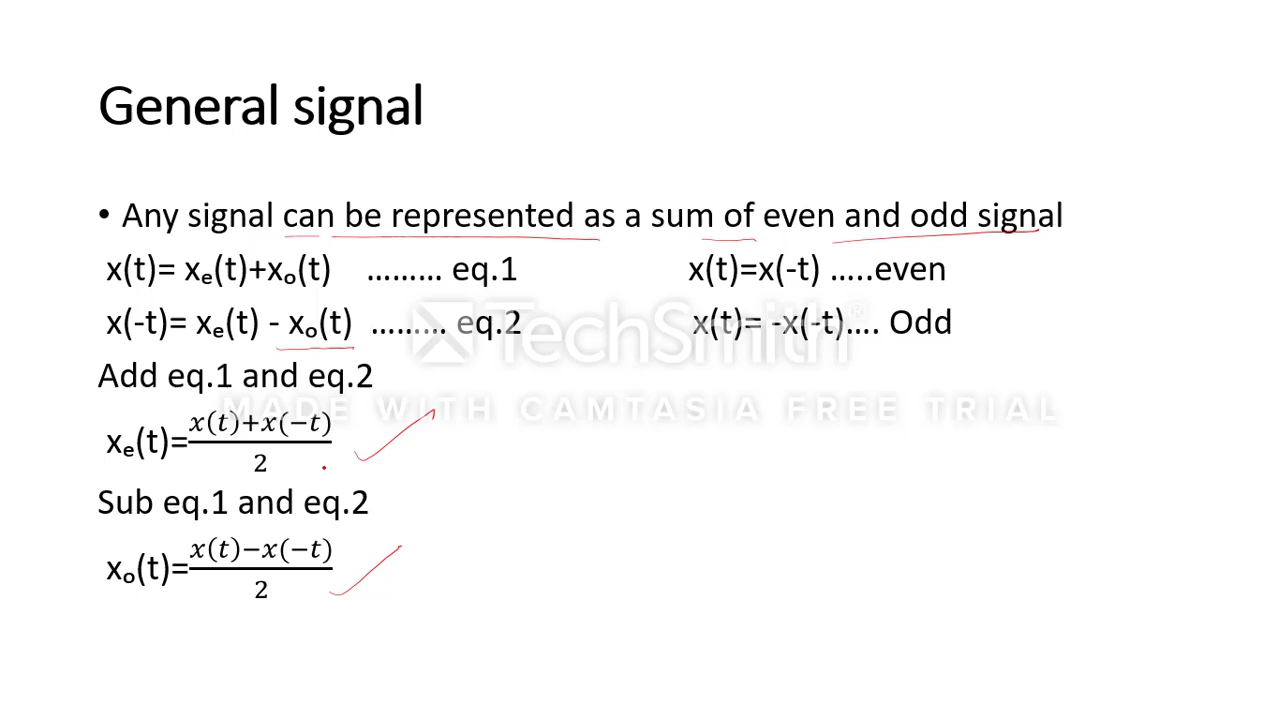 General signal
• Any signal can be represented as a sum of even and odd signal
x(t)= xₑ(t)+xₒ(t) ……… eq.1 x(t)=x(-t) …..even
x(-t)= xₑ(t) - xₒ(t) ……… eq.2 x(t)= -x(-t)…. Odd
TechSmith®
Add eq.1 and eq.2
MADE WITH CAMTASIA FREE TRIAL
xₑ(t)=\frac{x(t)+x(−t)}{2}
Sub eq.1 and eq.2
xₒ(t)=\frac{x(t)−x(−t)}{2}